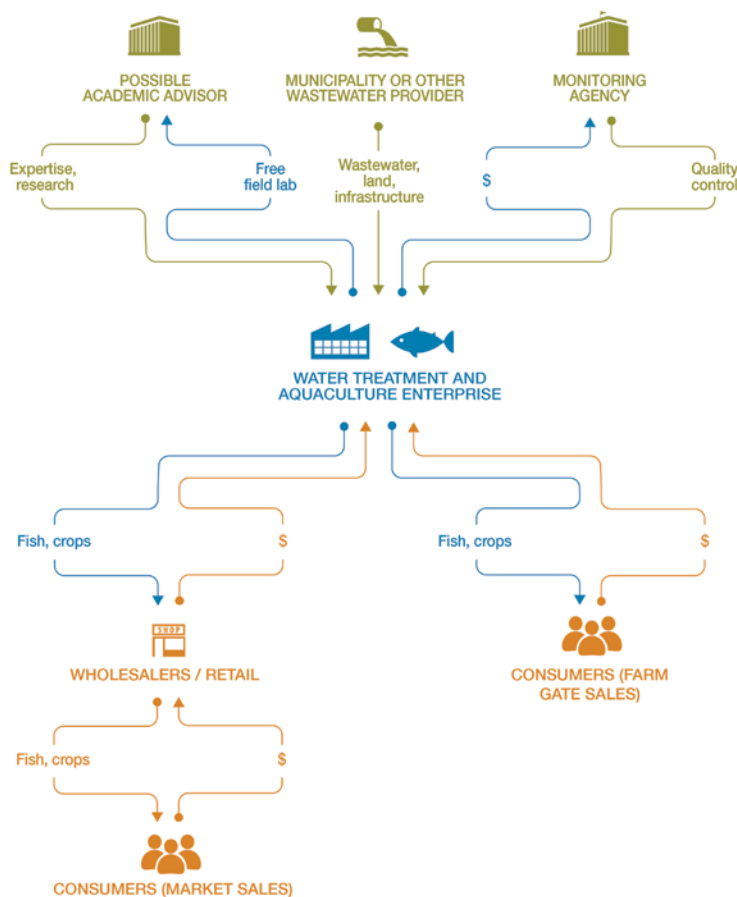 POSSIBLE
ACADEMIC ADVISOR
MUNICIPALITY OR OTHER
WASTEWATER PROVIDER
MONITORING
AGENCY
Expertise,
research
Free
field lab
Wastewater,
land,
infrastructure
$
Quality
control
WATER TREATMENT AND
AQUACULTURE ENTERPRISE
Fish, crops
$
Fish, crops
$
SHOP
WHOLESALERS / RETAIL
CONSUMERS (FARM
GATE SALES)
Fish, crops
$
CONSUMERS (MARKET SALES)